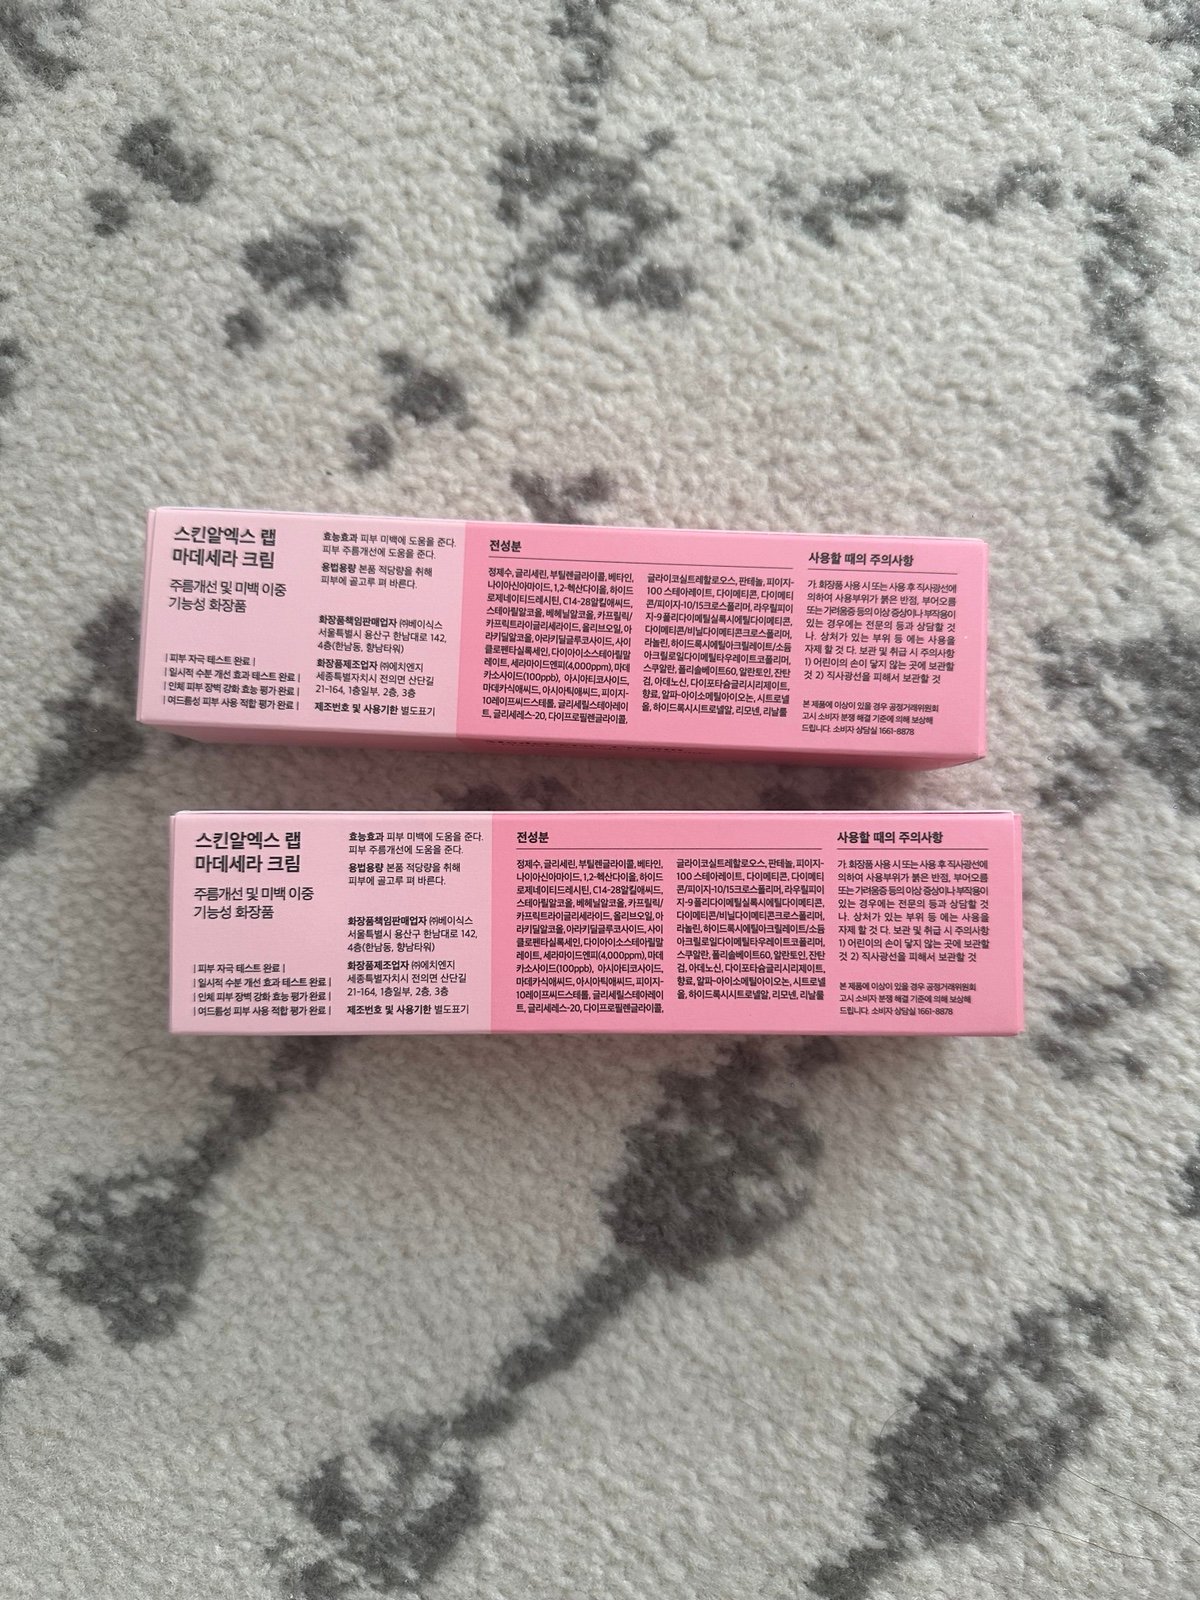 스킨알엑스 랩
마데세라 크림
주름개선 및 미백 이중
기능성 화장품
| 피부 자극 테스트 완료 |
| 일시적 수분 개선 효과 테스트 완료 |
| 인체 피부 장벽 강화 효능 평가 완료 |
| 여드름성 피부 사용 적합 평가 완료 |
효능효과 피부 미백에 도움을 준다.
피부 주름개선에 도움을 준다.
용법용량 본품 적당량을 취해
피부에 골고루 펴 바른다.
화장품책임판매업자 ㈜베이식스
서울특별시 용산구 한남대로 142,
4층(한남동, 향남타워)
화장품제조업자 ㈜에치엔지
세종특별자치시 전의면 산단길
21-164, 1층일부, 2층, 3층
제조번호 및 사용기한 별도표기
전성분
정제수, 글리세린, 부틸렌글라이콜, 베타인,
나이아신아마이드, 1,2-헥산다이올, 하이드
로제네이티드레시틴, C14-28알킬애씨드,
스테아릴알코올, 베헤닐알코올, 카프릴릭/
카프릭트라이글리세라이드, 올리브오일, 아
라키딜알코올, 아라키딜글루코사이드, 사이
클로펜타실록세인, 다이아이소스테아릴말
레이트, 세라마이드엔피(4,000ppm), 마데
카소사이드(100ppb), 아시아티코사이드,
마데카식애씨드, 아시아틱애씨드, 피이지-
10레이프씨드스테롤, 글리세릴스테아레이
트, 글리세레스-20, 다이프로필렌글라이콜,
글라이코실트레할로오스, 판테놀, 피이지-
100 스테아레이트, 다이메티콘, 다이메티
콘/피이지-10/15크로스폴리머, 라우릴피이
지-9폴리다이메틸실록시에틸다이메티콘,
다이메티콘/비닐다이메티콘크로스폴리머,
라놀린, 하이드록시에틸아크릴레이트/소듐
아크릴로일다이메틸타우레이트코폴리머,
스쿠알란, 폴리솔베이트60, 알란토인, 잔탄
검, 아데노신, 다이포타슘글리시리제이트,
향료, 알파-아이소메틸아이오논, 시트로넬
올, 하이드록시시트로넬알, 리모넨, 리날룰
사용할 때의 주의사항
가. 화장품 사용 시 또는 사용 후 직사광선에
의하여 사용부위가 붉은 반점, 부어오름
또는 가려움증 등의 이상 증상이나 부작용이
있는 경우에는 전문의 등과 상담할 것
나. 상처가 있는 부위 등 에는 사용을
자제 할 것 다. 보관 및 취급 시 주의사항
1) 어린이의 손이 닿지 않는 곳에 보관할
것 2) 직사광선을 피해서 보관할 것
본 제품에 이상이 있을 경우 공정거래위원회
고시 소비자 분쟁 해결 기준에 의해 보상해
드립니다. 소비자 상담실 1661-8878
스킨알엑스 랩
마데세라 크림
주름개선 및 미백 이중
기능성 화장품
| 피부 자극 테스트 완료 |
| 일시적 수분 개선 효과 테스트 완료 |
| 인체 피부 장벽 강화 효능 평가 완료 |
| 여드름성 피부 사용 적합 평가 완료 |
효능효과 피부 미백에 도움을 준다.
피부 주름개선에 도움을 준다.
용법용량 본품 적당량을 취해
피부에 골고루 펴 바른다.
화장품책임판매업자 ㈜베이식스
서울특별시 용산구 한남대로 142,
4층(한남동, 향남타워)
화장품제조업자 ㈜에치엔지
세종특별자치시 전의면 산단길
21-164, 1층일부, 2층, 3층
제조번호 및 사용기한 별도표기
전성분
정제수, 글리세린, 부틸렌글라이콜, 베타인,
나이아신아마이드, 1,2-헥산다이올, 하이드
로제네이티드레시틴, C14-28알킬애씨드,
스테아릴알코올, 베헤닐알코올, 카프릴릭/
카프릭트라이글리세라이드, 올리브오일, 아
라키딜알코올, 아라키딜글루코사이드, 사이
클로펜타실록세인, 다이아이소스테아릴말
레이트, 세라마이드엔피(4,000ppm), 마데
카소사이드(100ppb), 아시아티코사이드,
마데카식애씨드, 아시아틱애씨드, 피이지-
10레이프씨드스테롤, 글리세릴스테아레이
트, 글리세레스-20, 다이프로필렌글라이콜,
글라이코실트레할로오스, 판테놀, 피이지-
100 스테아레이트, 다이메티콘, 다이메티
콘/피이지-10/15크로스폴리머, 라우릴피이
지-9폴리다이메틸실록시에틸다이메티콘,
다이메티콘/비닐다이메티콘크로스폴리머,
라놀린, 하이드록시에틸아크릴레이트/소듐
아크릴로일다이메틸타우레이트코폴리머,
스쿠알란, 폴리솔베이트60, 알란토인, 잔탄
검, 아데노신, 다이포타슘글리시리제이트,
향료, 알파-아이소메틸아이오논, 시트로넬
올, 하이드록시시트로넬알, 리모넨, 리날룰
사용할 때의 주의사항
가. 화장품 사용 시 또는 사용 후 직사광선에
의하여 사용부위가 붉은 반점, 부어오름
또는 가려움증 등의 이상 증상이나 부작용이
있는 경우에는 전문의 등과 상담할 것
나. 상처가 있는 부위 등 에는 사용을
자제 할 것 다. 보관 및 취급 시 주의사항
1) 어린이의 손이 닿지 않는 곳에 보관할
것 2) 직사광선을 피해서 보관할 것
본 제품에 이상이 있을 경우 공정거래위원회
고시 소비자 분쟁 해결 기준에 의해 보상해
드립니다. 소비자 상담실 1661-8878